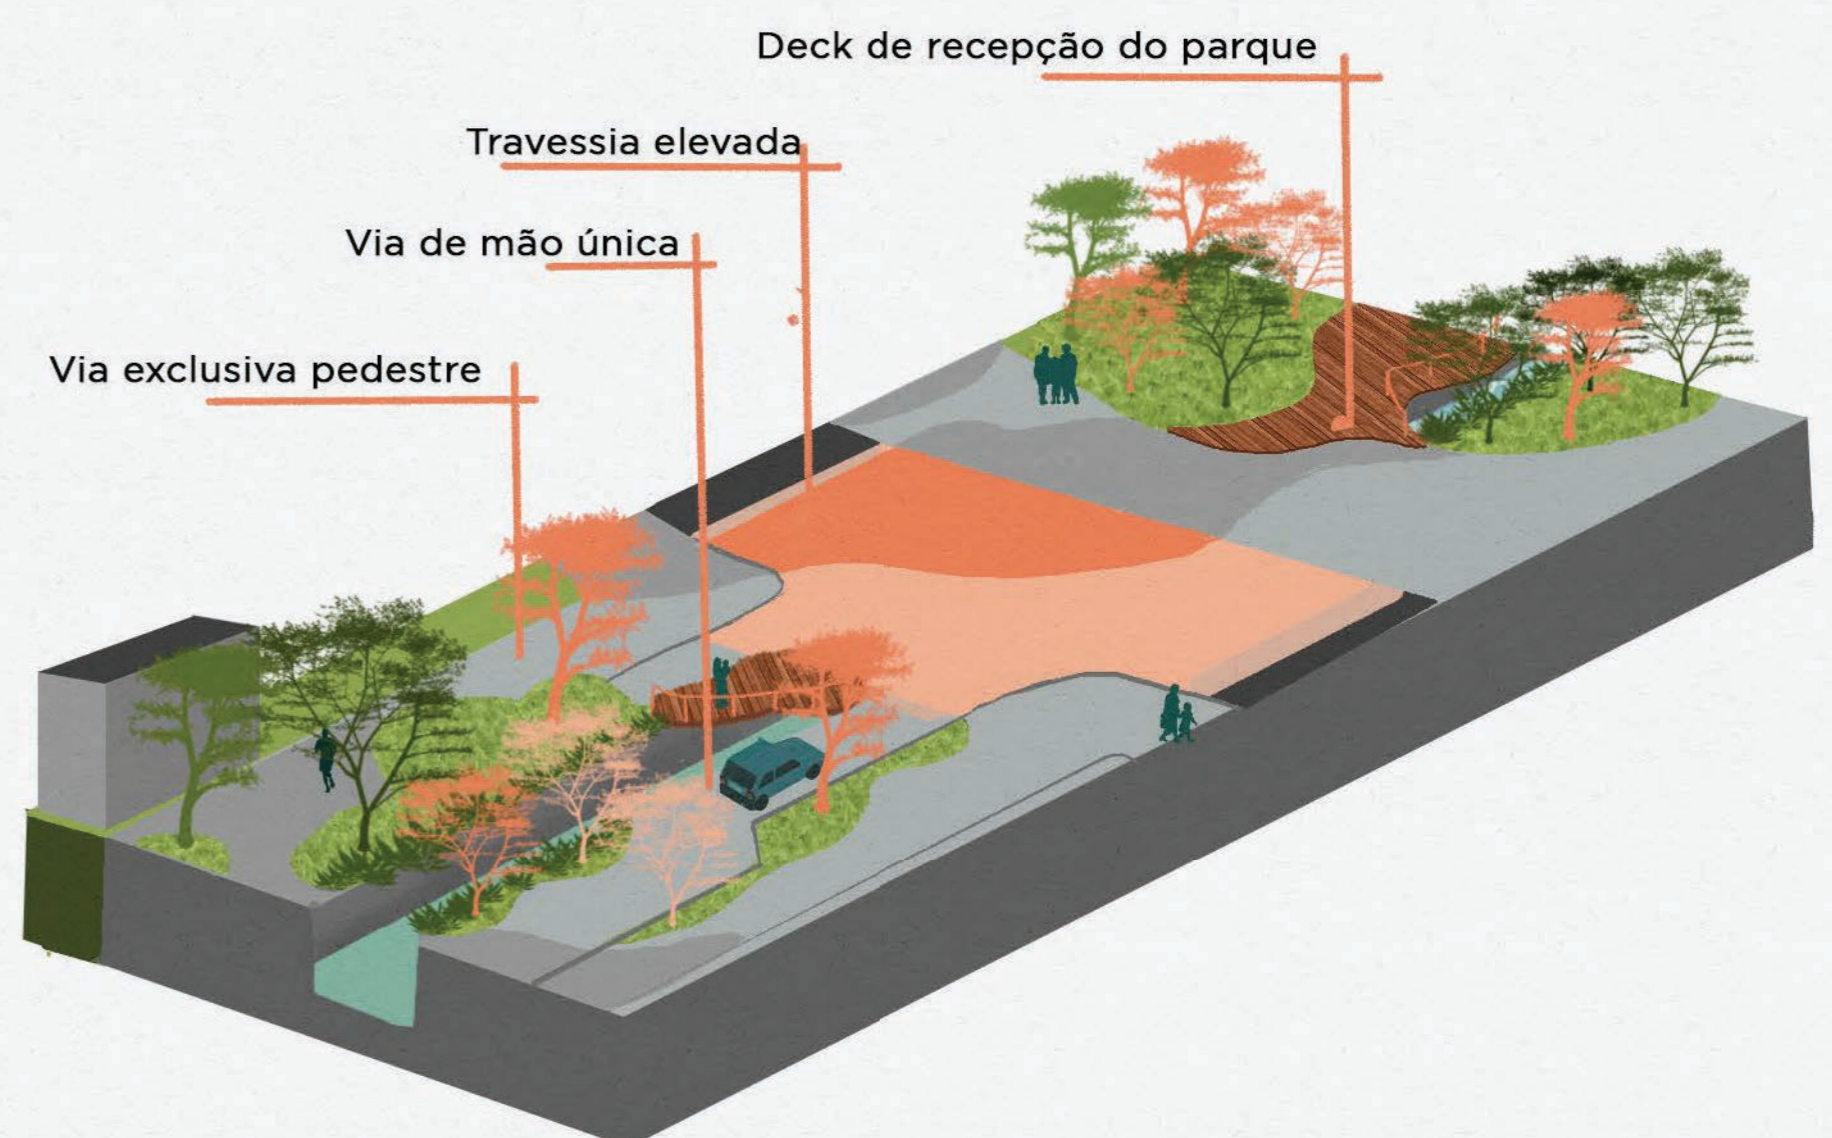 Deck de recepção do parque
Travessia elevada
Via de mão única
Via exclusiva pedestre